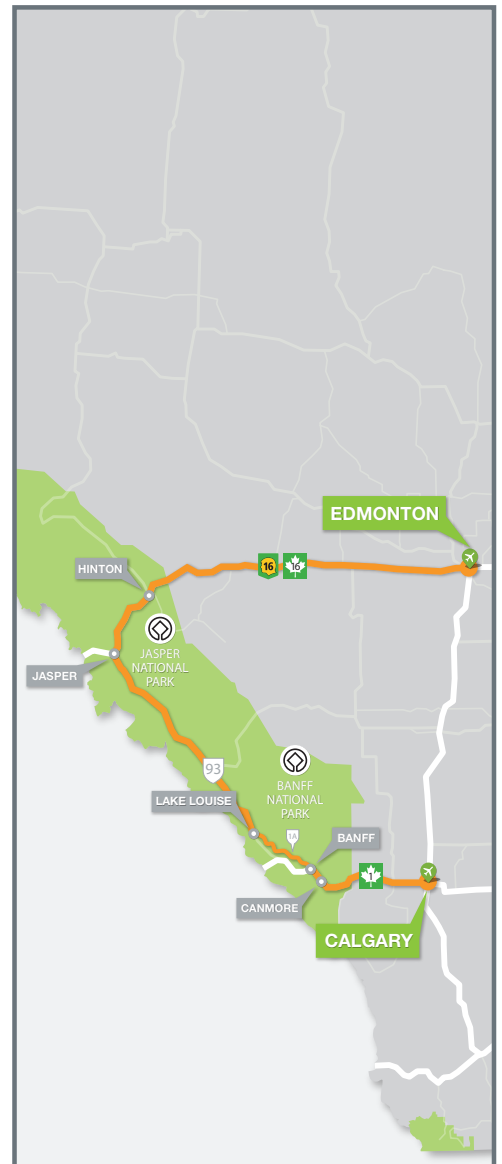 EDMONTON
16
16
HINTON
JASPER
NATIONAL
PARK
JASPER
93
BANFF
NATIONAL
PARK
LAKE LOUISE
1A
BANFF
1
CANMORE
CALGARY